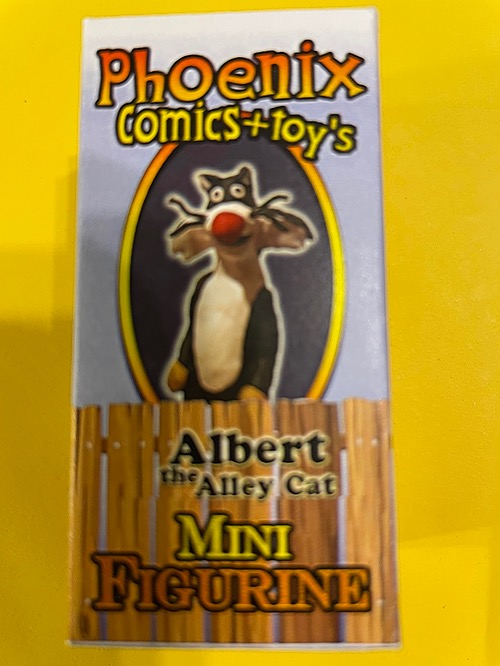 Phoenix
Comics+toy's
Albert
the Alley Cat
Mini
Figurine